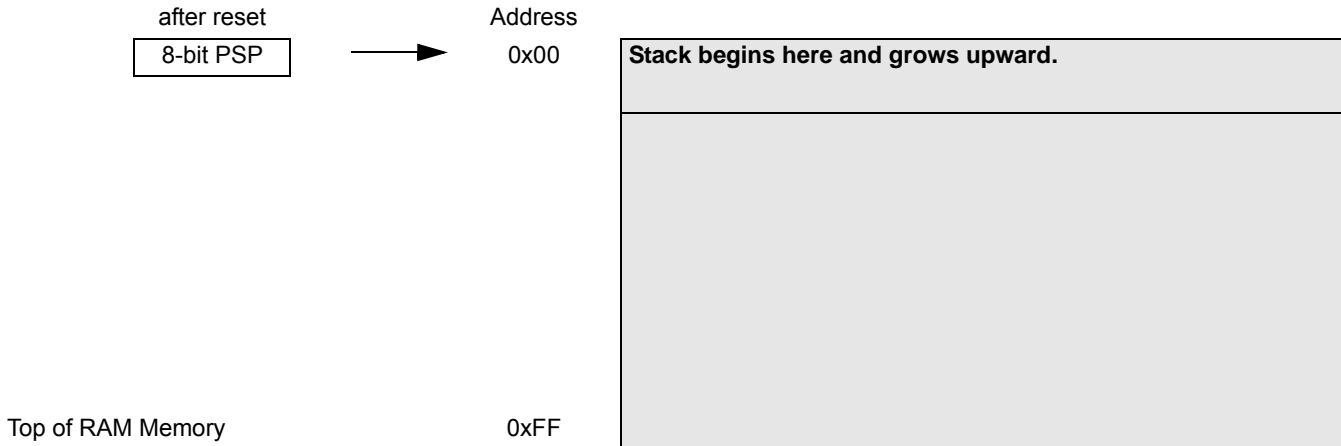 after reset Address
8-bit PSP 0x00 Stack begins here and grows upward.
Top of RAM Memory 0xFF